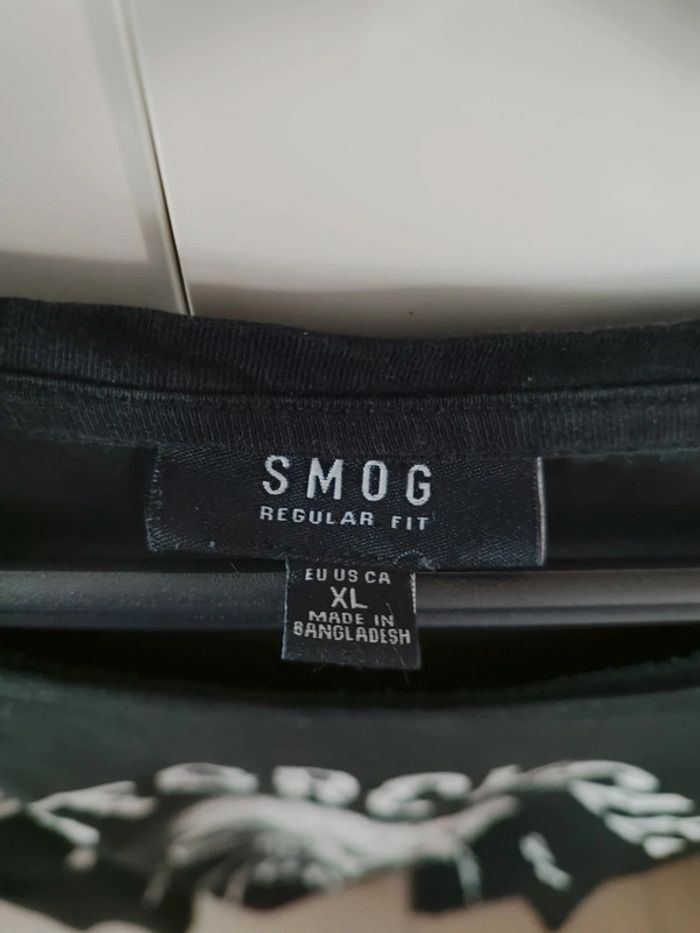 SMOG
REGULAR FIT
EU US CA
XL
MADE IN
BANGLADESH